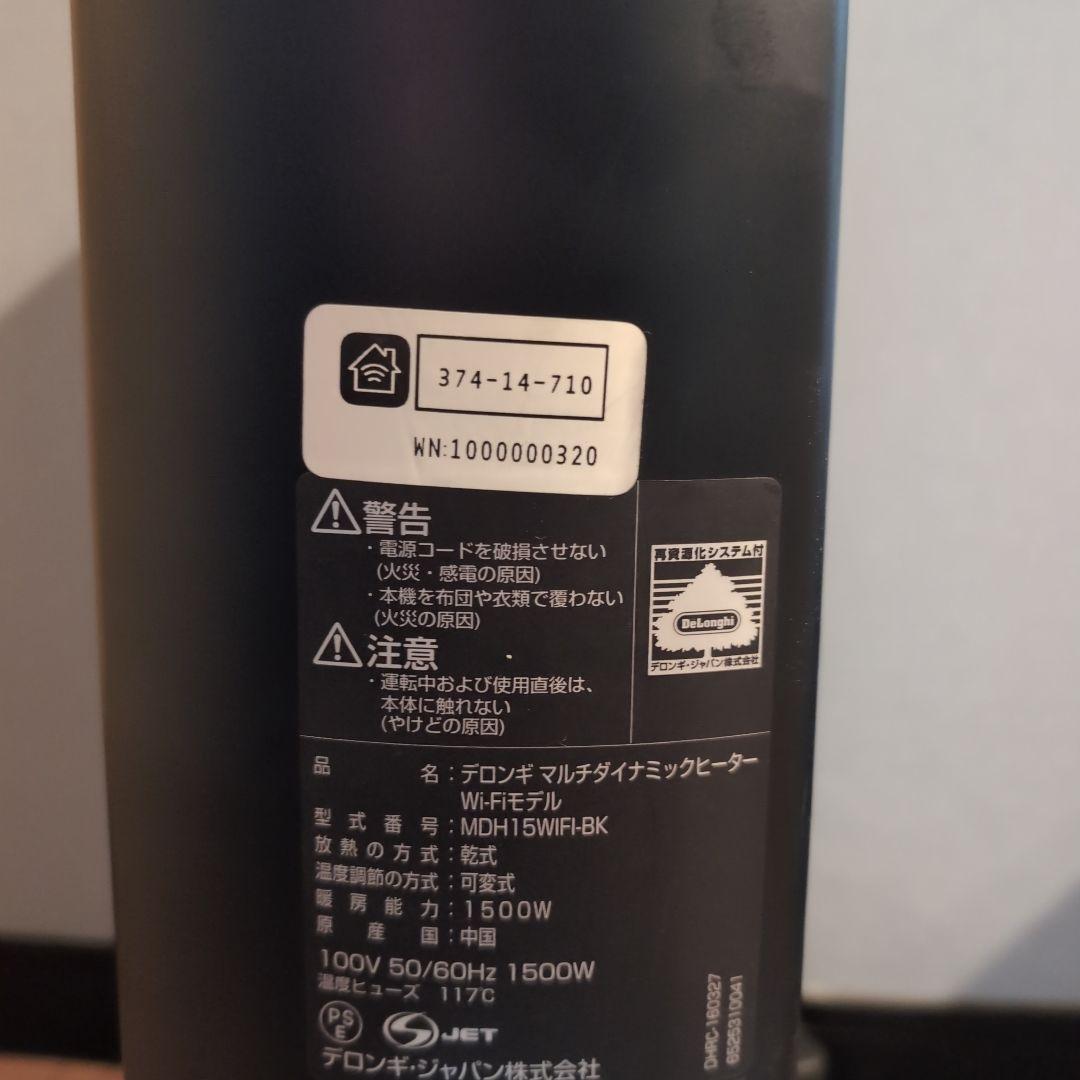 374-14-710
WN:1000000320
警告
・電源コードを破損させない
(火災・感電の原因)
・本機を布団や衣類で覆わない
(火災の原因)
注意
・運転中および使用直後は、
本体に触れない
(やけどの原因)
再資源化システム付
DeLonghi
デロンギ・ジャパン株式会社
品名：デロンギ マルチダイナミックヒーター
Wi-Fiモデル
型式番号：MDH15WIFI-BK
放熱の方式：乾式
温度調節の方式：可変式
暖房能力：1500W
原産国：中国
100V 50/60Hz 1500W
温度ヒューズ 117℃
PSE
JET
デロンギ・ジャパン株式会社
DHRC-160327
6525310041